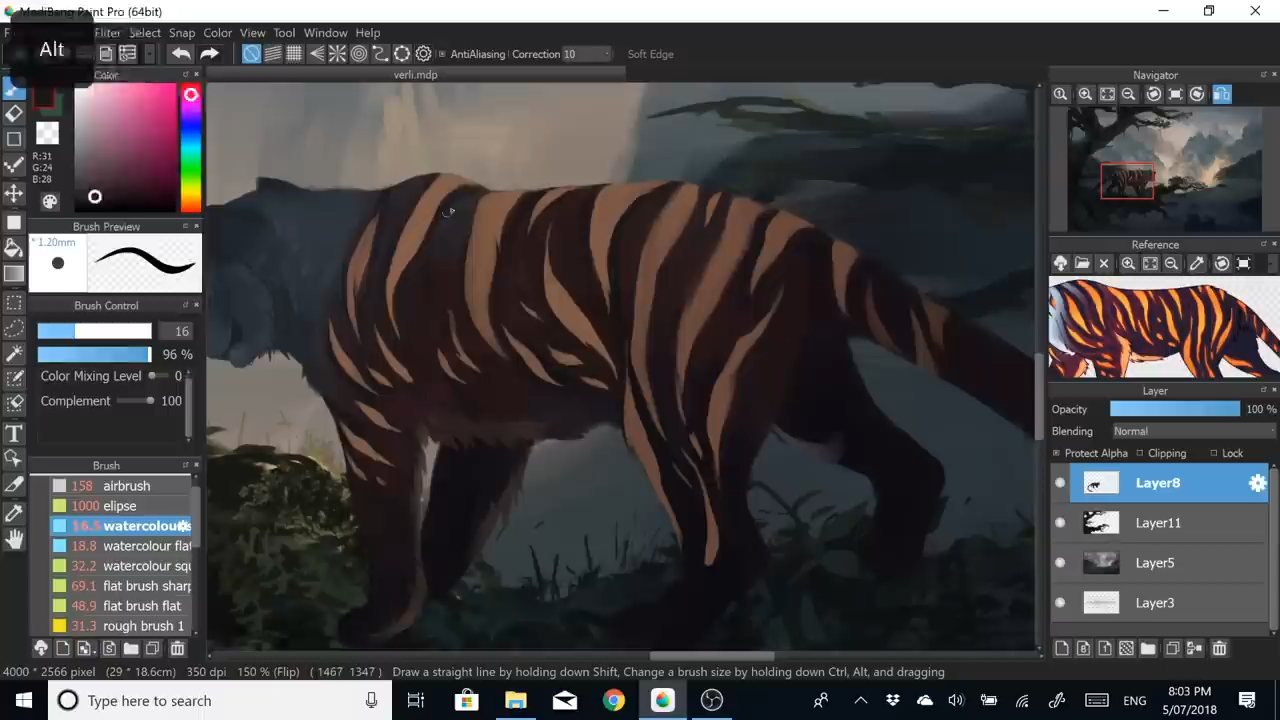 MediBang Paint Pro (64bit)
Alt
Filter Select Snap Color View Tool Window Help
AntiAliasing Correction 10 Soft Edge
Color
verli.mdp
Navigator
R:31
G:24
B:28
Brush Preview
* 1.20mm
Reference
Brush Control
16
96 %
Color Mixing Level 0
Complement 100
Layer
Opacity 100 %
Blending Normal
Protect Alpha Clipping Lock
Brush
158 airbrush
1000 elipse
16.5 watercolour
18.8 watercolour flat
32.2 watercolour squ
69.1 flat brush sharp
48.9 flat brush flat
31.3 rough brush 1
Layer8
Layer11
Layer5
Layer3
4000 * 2566 pixel (29 * 18.6cm) 350 dpi 150 % (Flip) ( 1467 1347 ) Draw a straight line by holding down Shift, Change a brush size by holding down Ctrl, Alt, and dragging
Type here to search
ENG
8:03 PM
5/07/2018